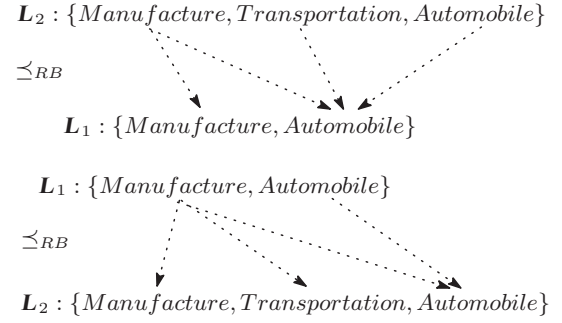 L₂ : {Manufacture, Transportation, Automobile}
⪯RB
L₁ : {Manufacture, Automobile}
L₁ : {Manufacture, Automobile}
⪯RB
L₂ : {Manufacture, Transportation, Automobile}